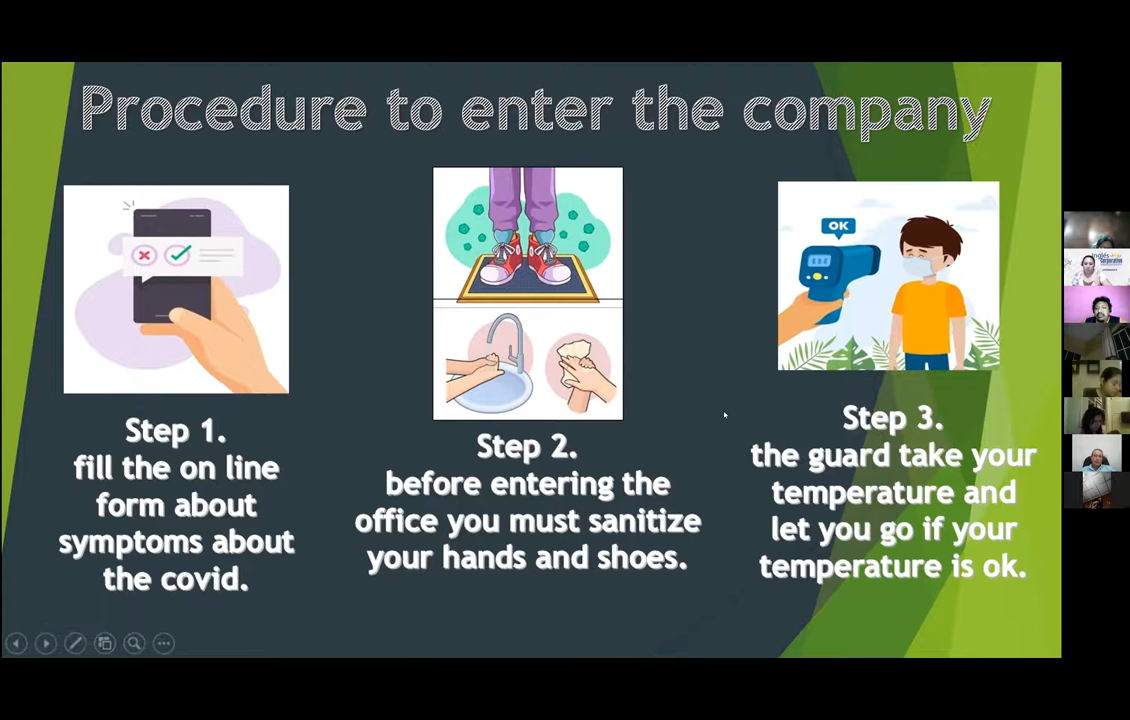 Procedure to enter the company
OK
Step 1.
fill the on line
form about
symptoms about
the covid.
Step 2.
before entering the
office you must sanitize
your hands and shoes.
Step 3.
the guard take your
temperature and
let you go if your
temperature is ok.
Inglés
Corporativo